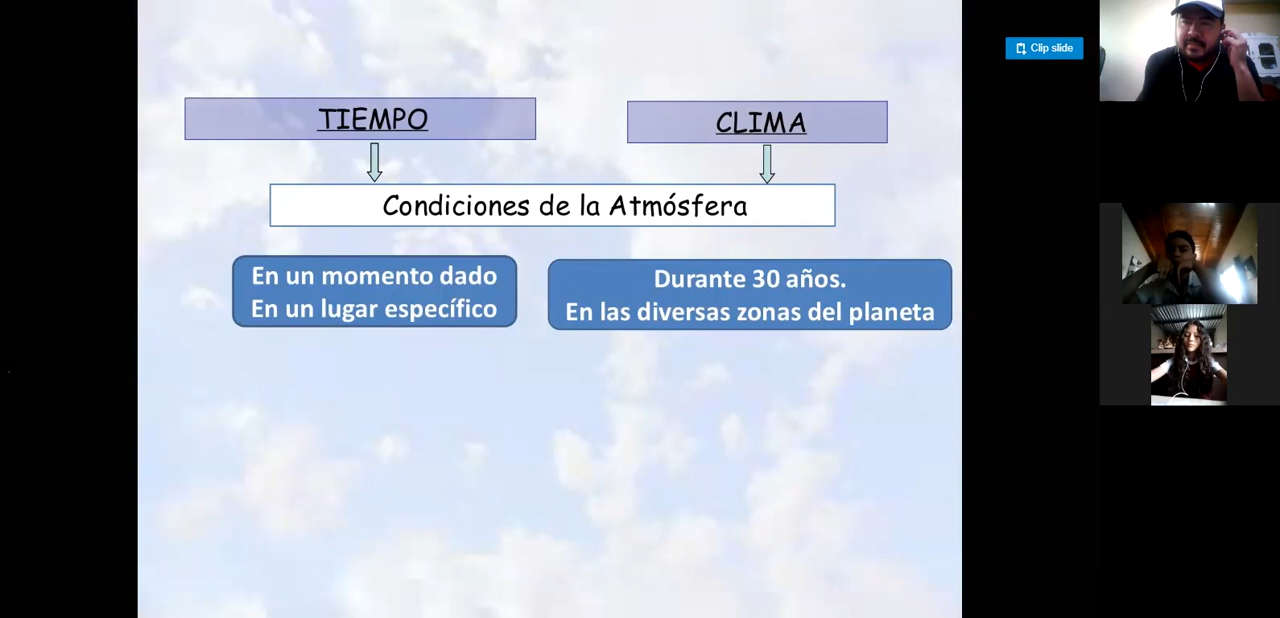 Clip slide
TIEMPO
CLIMA
Condiciones de la Atmósfera
En un momento dado
En un lugar específico
Durante 30 años.
En las diversas zonas del planeta